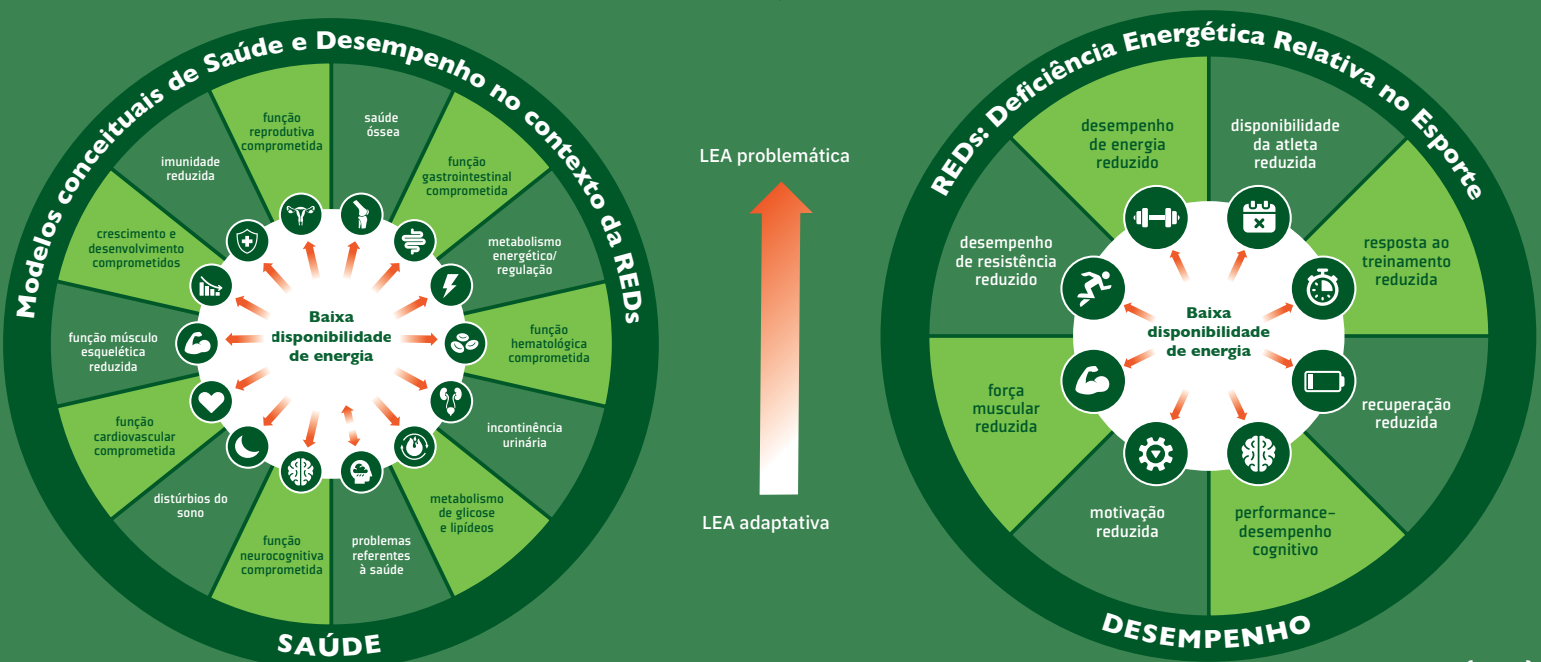 Modelos conceituais de Saúde e Desempenho no contexto da REDs
função
reprodutiva
comprometida
saúde
óssea
função
gastrointestinal
comprometida
metabolismo
energético/
regulação
função
hematológica
comprometida
incontinência
urinária
metabolismo
de glicose
e lipídeos
problemas
referentes
à saúde
função
neurocognitiva
comprometida
distúrbios do
sono
função
cardiovascular
comprometida
função músculo
esquelética
reduzida
crescimento e
desenvolvimento
comprometidos
imunidade
reduzida
Baixa
disponibilidade
de energia
SAÚDE
LEA problemática
LEA adaptativa
REDs: Deficiência Energética Relativa no Esporte
desempenho
de energia
reduzido
disponibilidade
da atleta
reduzida
resposta ao
treinamento
reduzida
recuperação
reduzida
performance-
desempenho
cognitivo
motivação
reduzida
força
muscular
reduzida
desempenho
de resistência
reduzido
Baixa
disponibilidade
de energia
DESEMPENHO